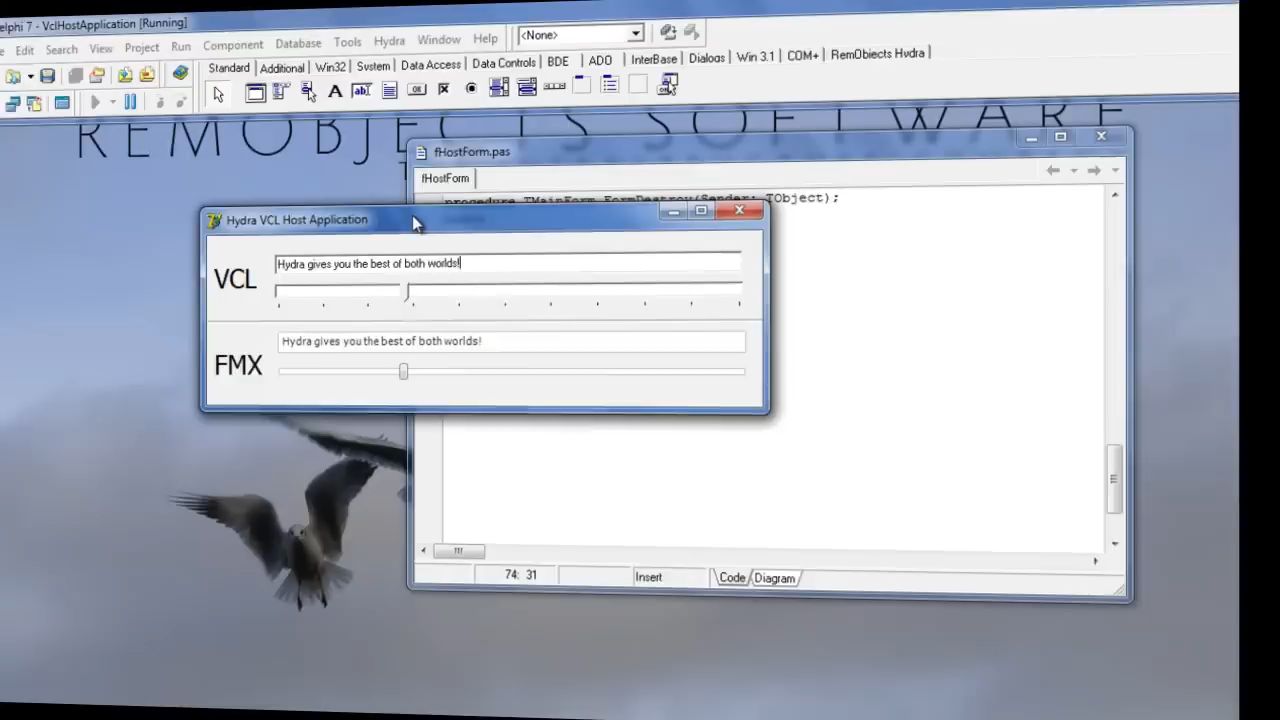 elphi 7 - VclHostApplication [Running]
Edit Search View Project Run Component Database Tools Hydra Window Help <None>
Standard Additional Win32 System Data Access Data Controls BDE ADO InterBase Dialogs Win 3.1 COM+ RemObjects Hydra
REMOBJECTS SOFTWARE
fHostForm.pas
fHostForm
procedure TMainForm.FormDestroy(Sender: TObject);
Hydra VCL Host Application
VCL
Hydra gives you the best of both worlds!
FMX
Hydra gives you the best of both worlds!
74: 31 Insert Code Diagram